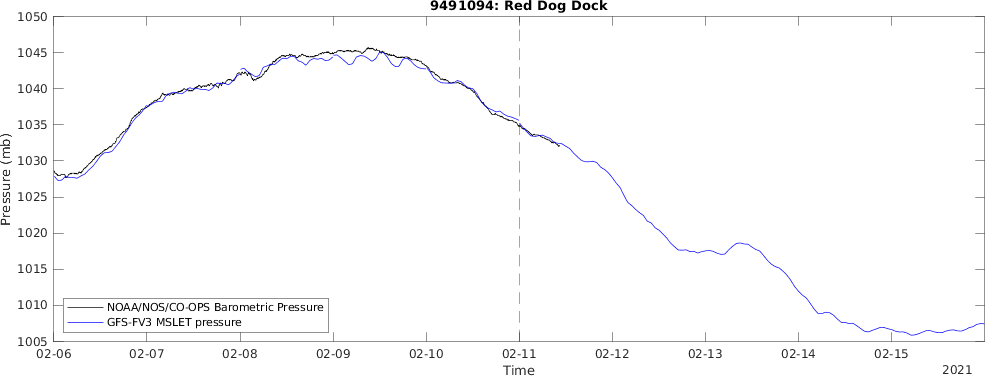 9491094: Red Dog Dock
Pressure (mb)
1050
1045
1040
1035
1030
1025
1020
1015
1010
1005
NOAA/NOS/CO-OPS Barometric Pressure
GFS-FV3 MSLET pressure
02-06 02-07 02-08 02-09 02-10 02-11 02-12 02-13 02-14 02-15
Time
2021